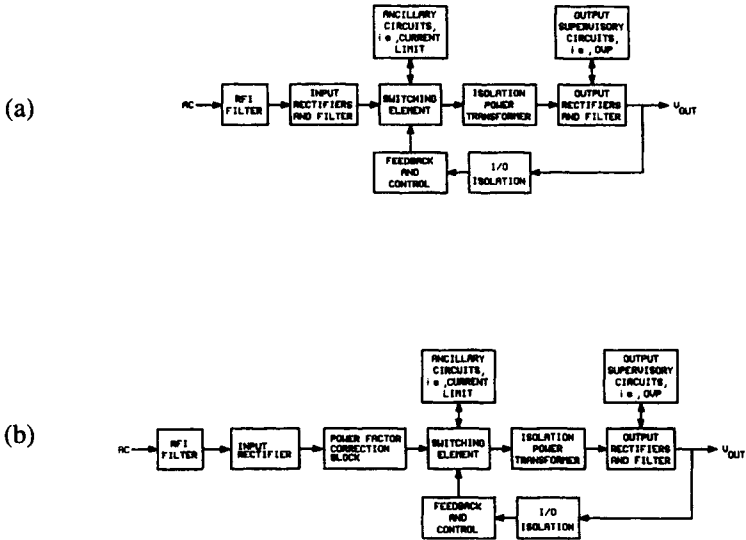 (a)
ANCILLARY
CIRCUITS,
i.e.,CURRENT
LIMIT
OUTPUT
SUPERVISORY
CIRCUITS,
i.e.,OVP
AC
RFI
FILTER
INPUT
RECTIFIERS
AND FILTER
SWITCHING
ELEMENT
ISOLATION
POWER
TRANSFORMER
OUTPUT
RECTIFIERS
AND FILTER
VOUT
FEEDBACK
AND
CONTROL
I/O
ISOLATION
(b)
ANCILLARY
CIRCUITS,
i.e.,CURRENT
LIMIT
OUTPUT
SUPERVISORY
CIRCUITS,
i.e.,OVP
AC
RFI
FILTER
INPUT
RECTIFIER
POWER FACTOR
CORRECTION
BLOCK
SWITCHING
ELEMENT
ISOLATION
POWER
TRANSFORMER
OUTPUT
RECTIFIERS
AND FILTER
VOUT
FEEDBACK
AND
CONTROL
I/O
ISOLATION